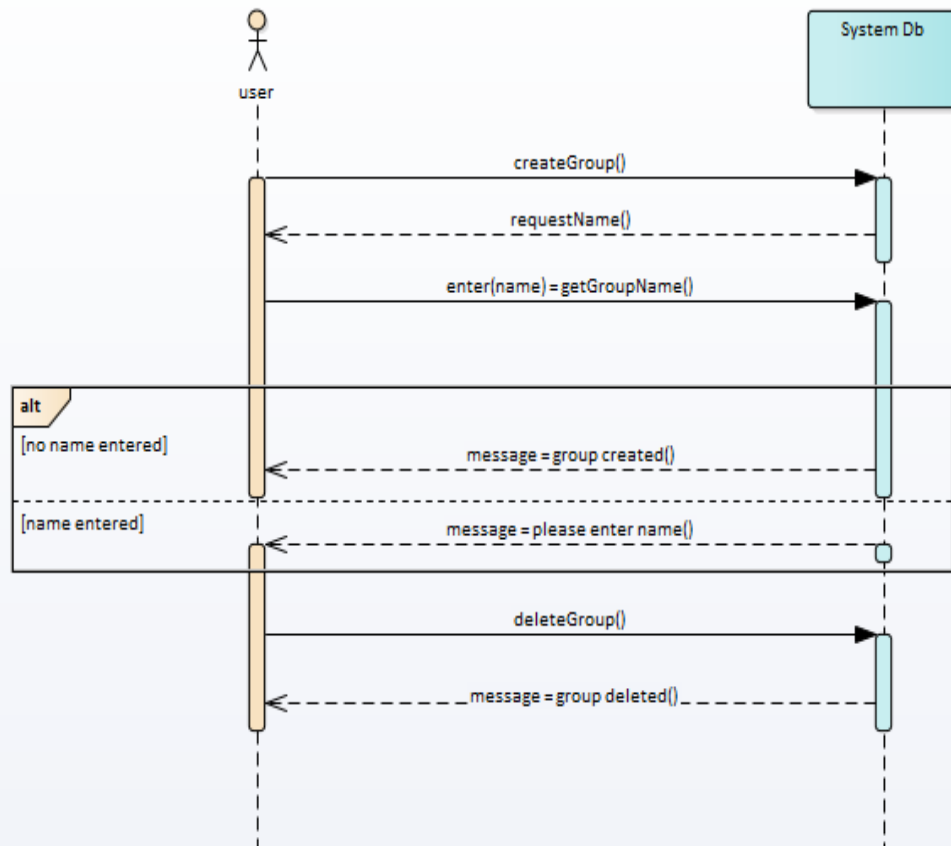 System Db
user
createGroup()
requestName()
enter(name)=getGroupName()
alt
[no name entered]
message = group created()
[name entered]
message = please enter name()
deleteGroup()
message = group deleted()